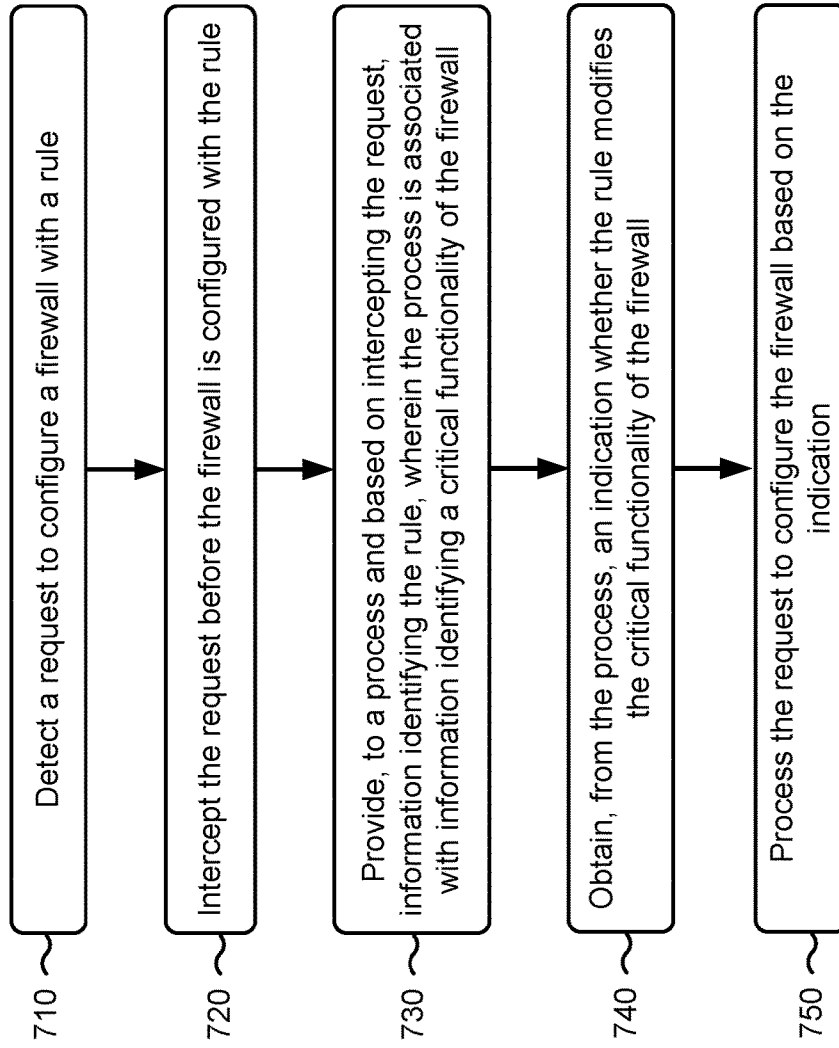 710
Detect a request to configure a firewall with a rule
720
Intercept the request before the firewall is configured with the rule
730
Provide, to a process and based on intercepting the request,
information identifying the rule, wherein the process is associated
with information identifying a critical functionality of the firewall
740
Obtain, from the process, an indication whether the rule modifies
the critical functionality of the firewall
750
Process the request to configure the firewall based on the
indication